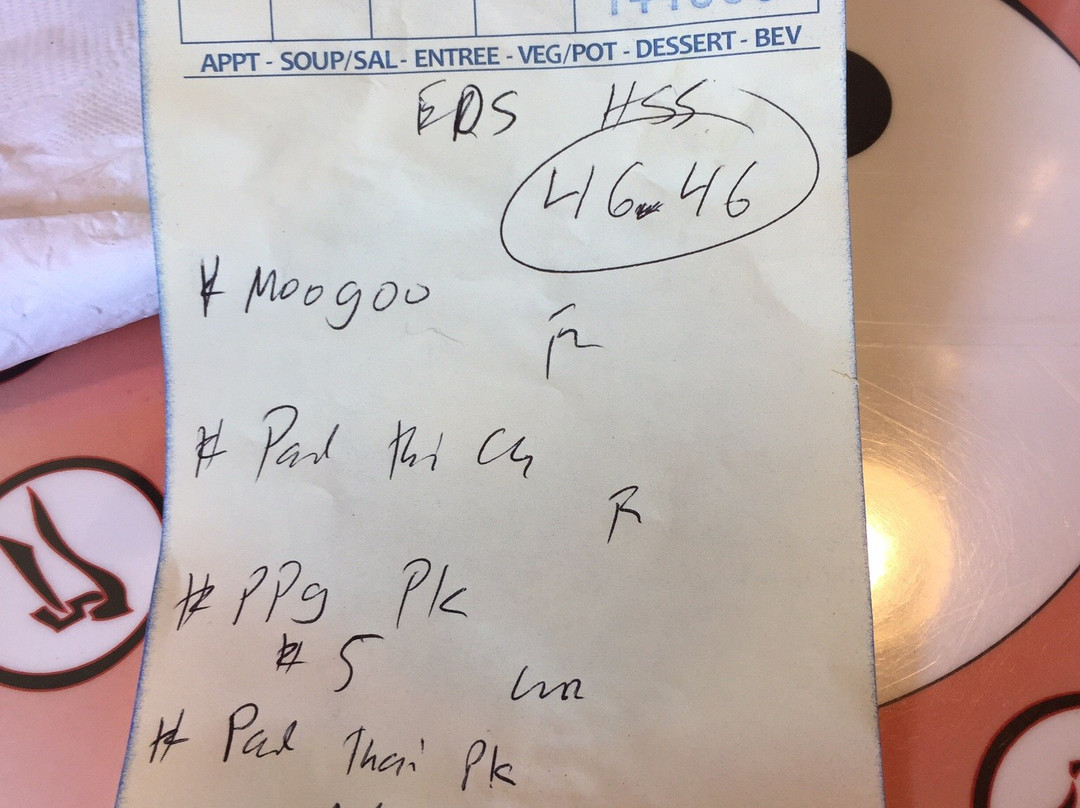 APPT - SOUP/SAL - ENTREE - VEG/POT - DESSERT - BEV
EDS HSS
46.46
# Moogoo
# Pad thi Ch
R
# PPg Pk
# 5
# Pad Thai Pk